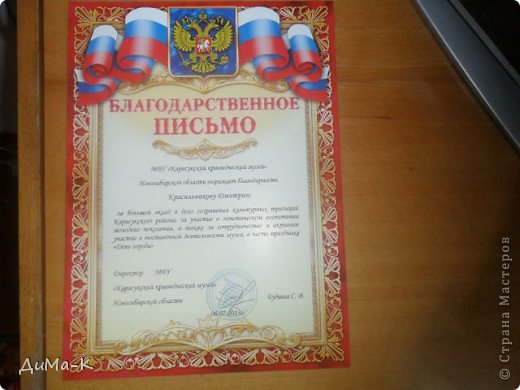 БЛАГОДАРСТВЕННОЕ
ПИСЬМО
МБУ «Карасукский краеведческий музей»
Новосибирской области выражает благодарность
Красильникову Дмитрию
за большой вклад в дело сохранения культурных традиций
Карасукского района, за участие в эстетическом воспитании
молодого поколения, а также за сотрудничество и активное
участие в выставочной деятельности музея, в честь праздника
«День города»
Директор МБУ
«Карасукский краеведческий музей»
Новосибирской области Будаева С. В.
ДиМа-К
© Страна Мастеров